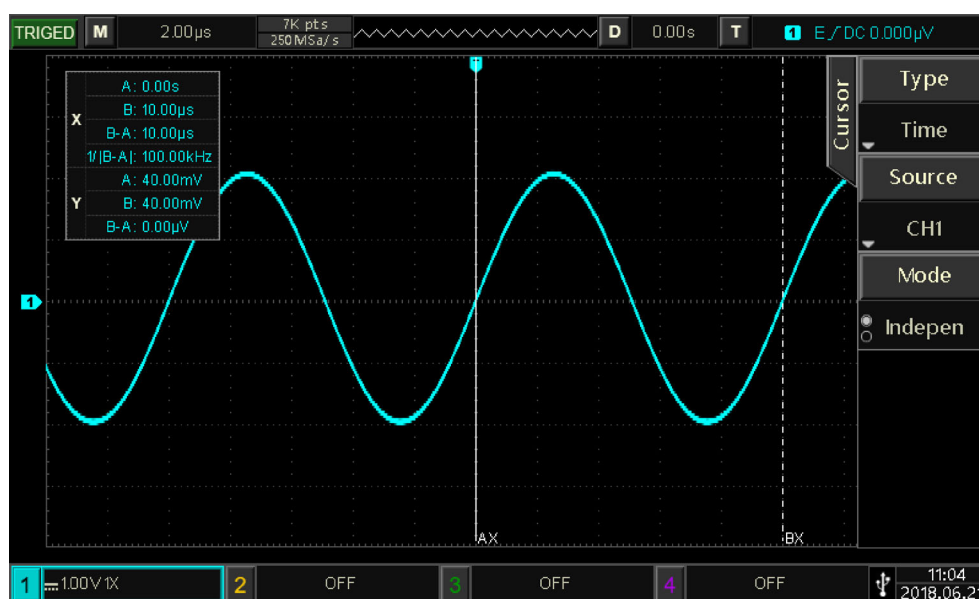 TRIGED M 2.00µs 7K pts D 0.00s T 1 E DC 0.000µV
250MSa/s
X
A: 0.00s
B: 10.00µs
B-A: 10.00µs
1/|B-A|: 100.00kHz
Y
A: 40.00mV
B: 40.00mV
B-A: 0.00µV
Cursor
Type
Time
Source
CH1
Mode
Indepen
1
AX
BX
1 1.00V 1X 2 OFF 3 OFF 4 OFF
11:04